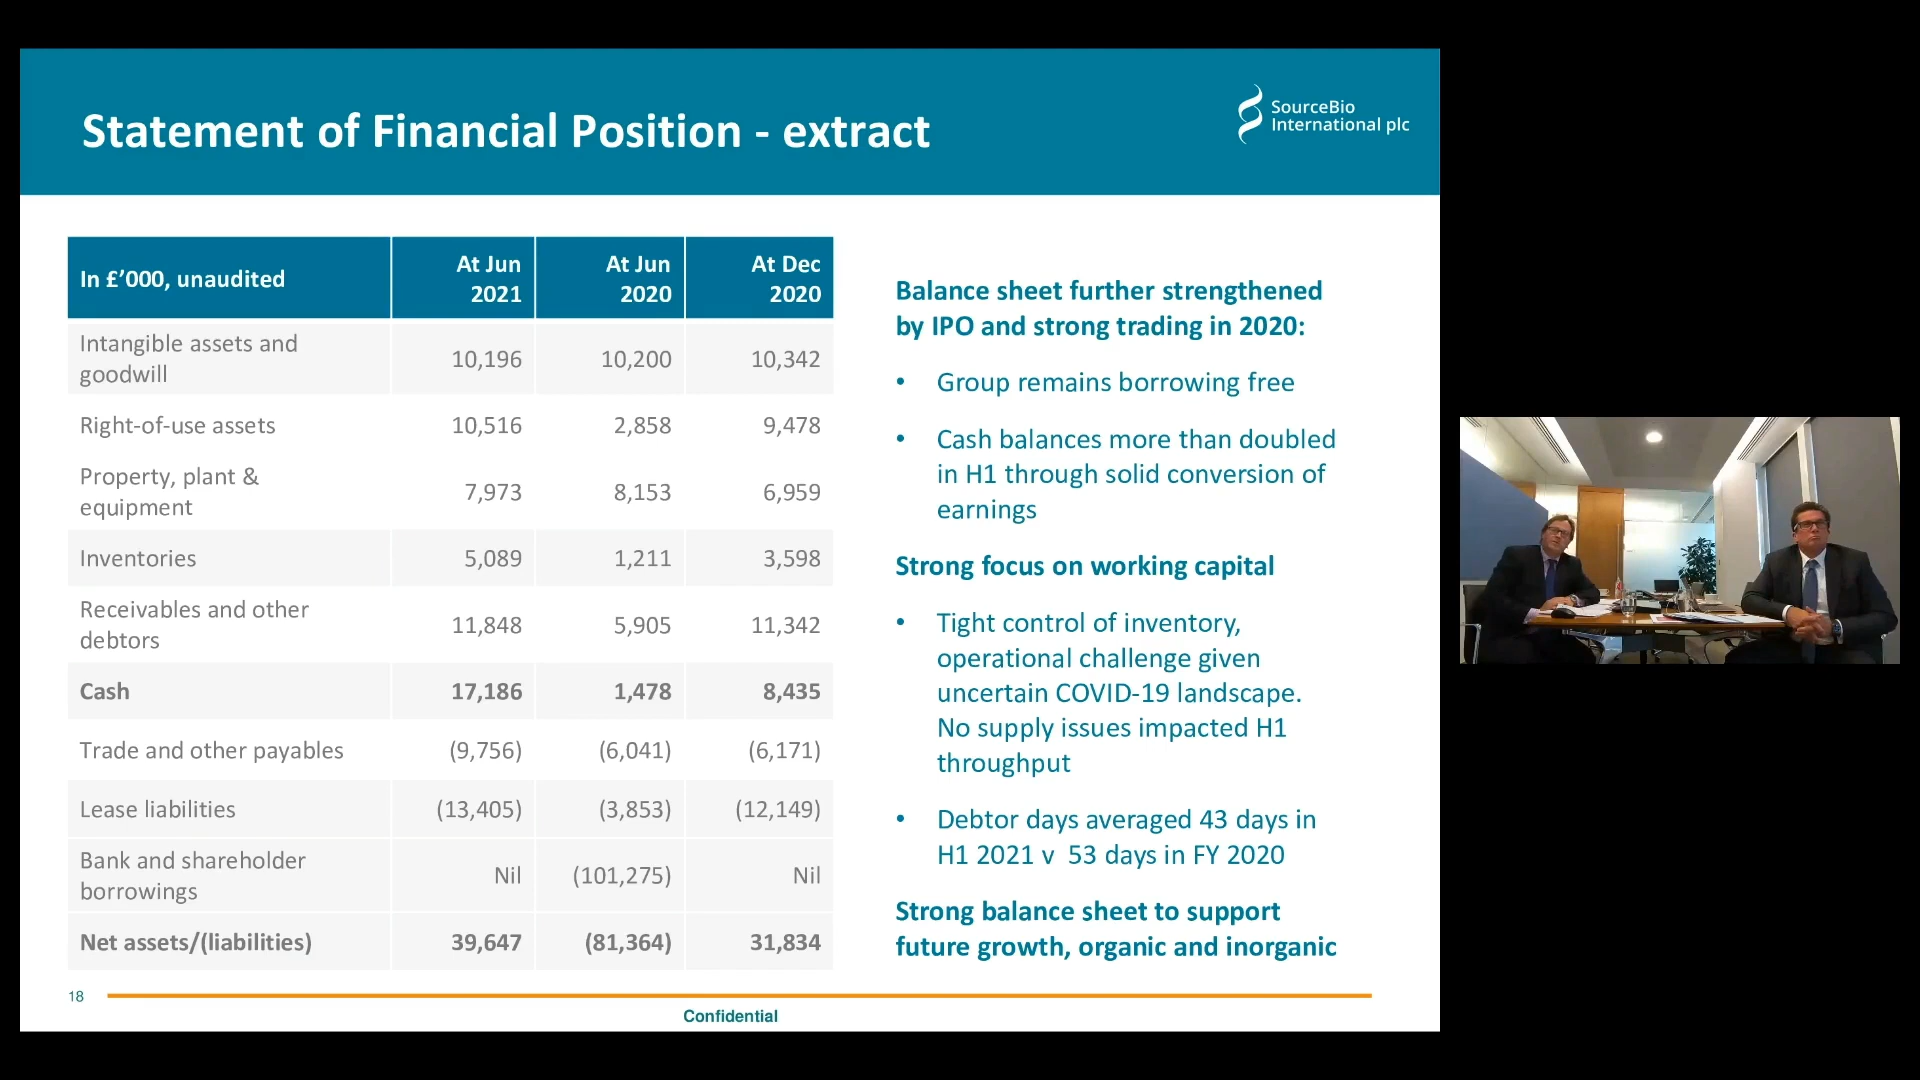 Statement of Financial Position - extract
SourceBio
International plc
In £’000, unaudited
At Jun
2021
At Jun
2020
At Dec
2020
Intangible assets and
goodwill
10,196
10,200
10,342
Right-of-use assets
10,516
2,858
9,478
Property, plant &
equipment
7,973
8,153
6,959
Inventories
5,089
1,211
3,598
Receivables and other
debtors
11,848
5,905
11,342
Cash
17,186
1,478
8,435
Trade and other payables
(9,756)
(6,041)
(6,171)
Lease liabilities
(13,405)
(3,853)
(12,149)
Bank and shareholder
borrowings
Nil
(101,275)
Nil
Net assets/(liabilities)
39,647
(81,364)
31,834
Balance sheet further strengthened
by IPO and strong trading in 2020:
• Group remains borrowing free
• Cash balances more than doubled
in H1 through solid conversion of
earnings
Strong focus on working capital
• Tight control of inventory,
operational challenge given
uncertain COVID-19 landscape.
No supply issues impacted H1
throughput
• Debtor days averaged 43 days in
H1 2021 v  53 days in FY 2020
Strong balance sheet to support
future growth, organic and inorganic
18
Confidential